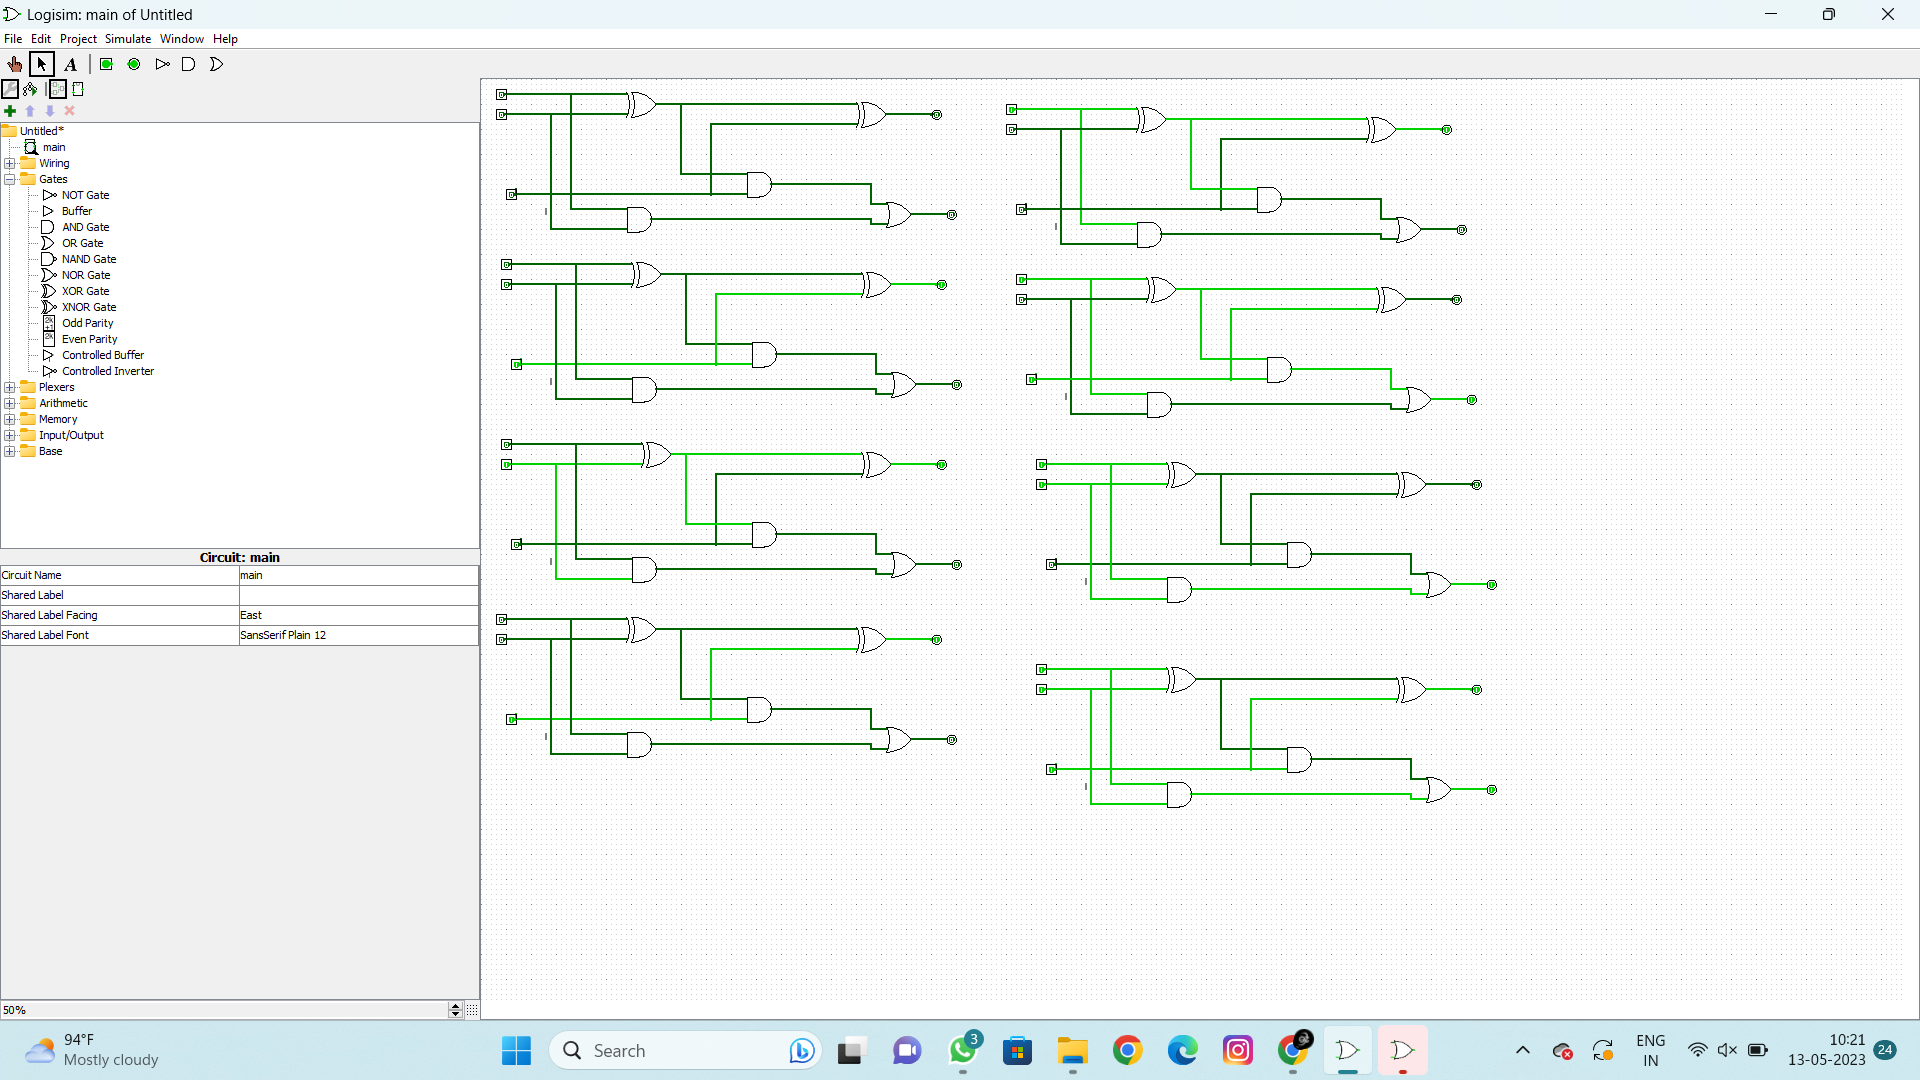 Logisim: main of Untitled
File Edit Project Simulate Window Help
A
Untitled*
main
Wiring
Gates
NOT Gate
Buffer
AND Gate
OR Gate
NAND Gate
NOR Gate
XOR Gate
XNOR Gate
Odd Parity
Even Parity
Controlled Buffer
Controlled Inverter
Plexers
Arithmetic
Memory
Input/Output
Base
Circuit: main
Circuit Name main
Shared Label
Shared Label Facing East
Shared Label Font SansSerif Plain 12
50%
94°F
Mostly cloudy
Search
3
ENG
IN
10:21
13-05-2023
24